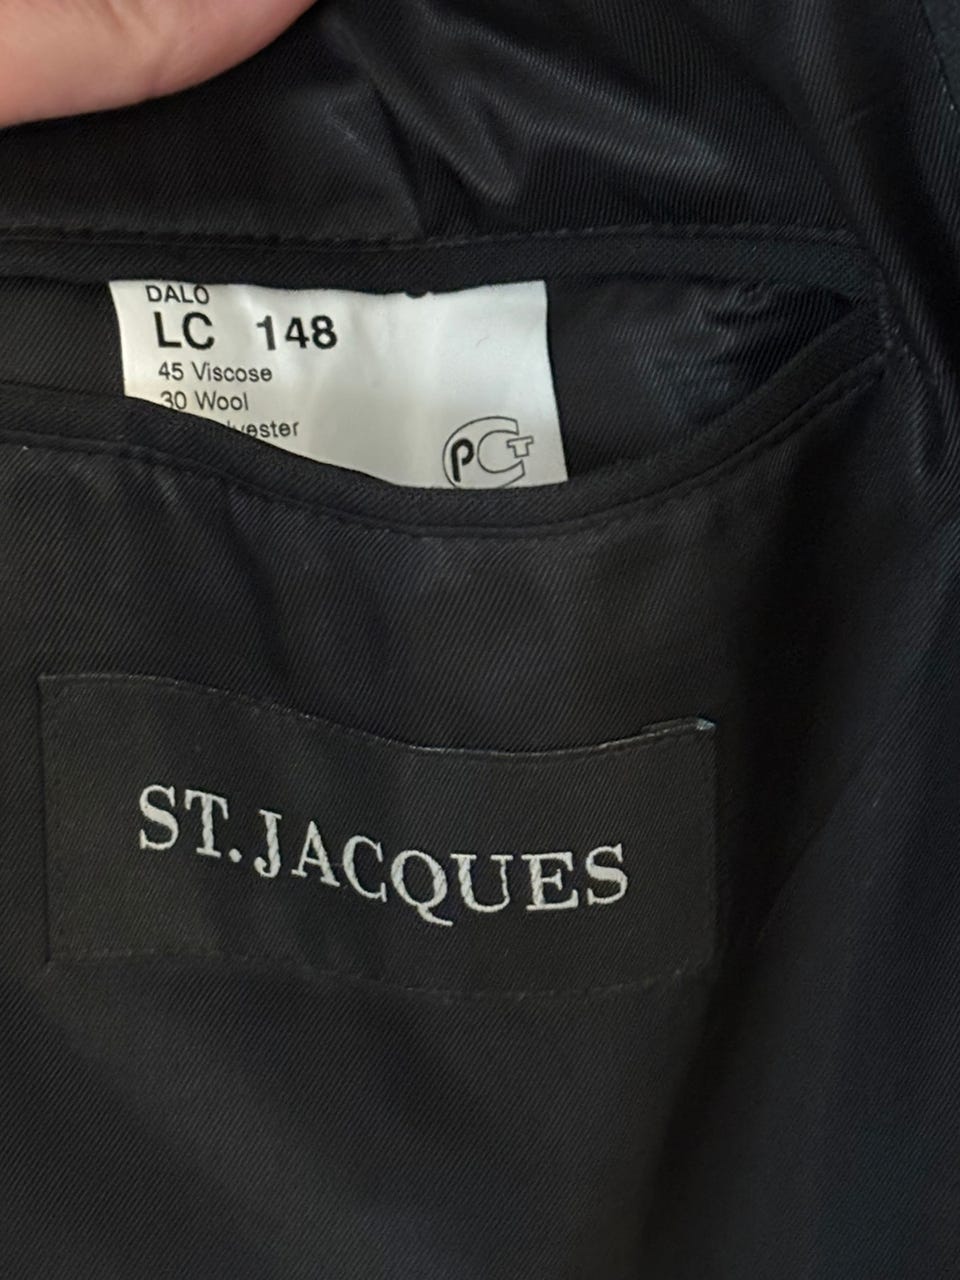 DALO
LC 148
45 Viscose
30 Wool
PCT
ST.JACQUES